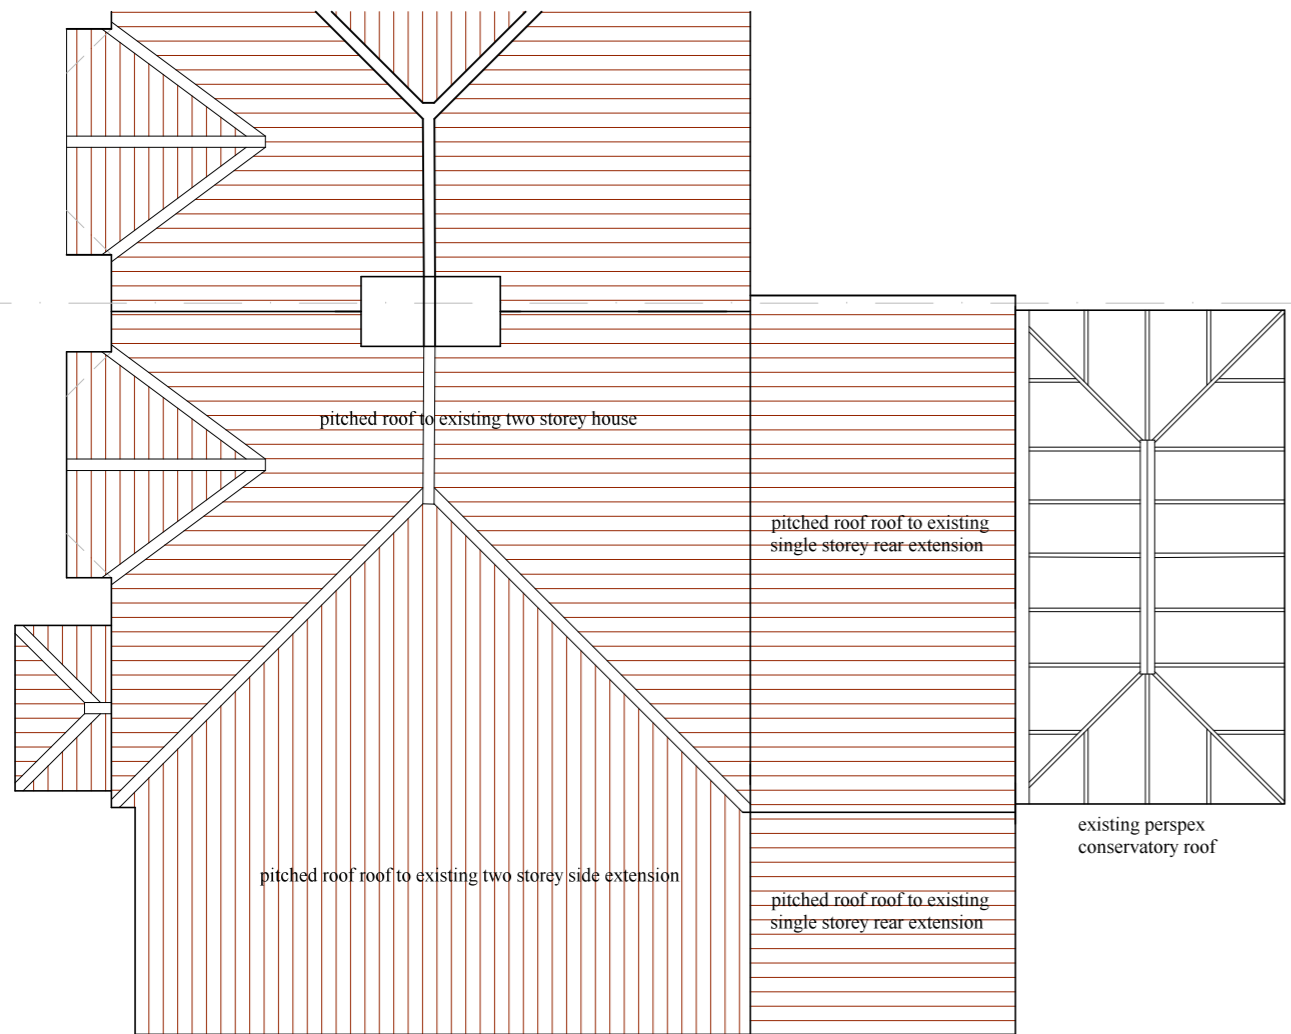 pitched roof to existing two storey house
pitched roof roof to existing
single storey rear extension
existing perspex
conservatory roof
pitched roof roof to existing two storey side extension
pitched roof roof to existing
single storey rear extension